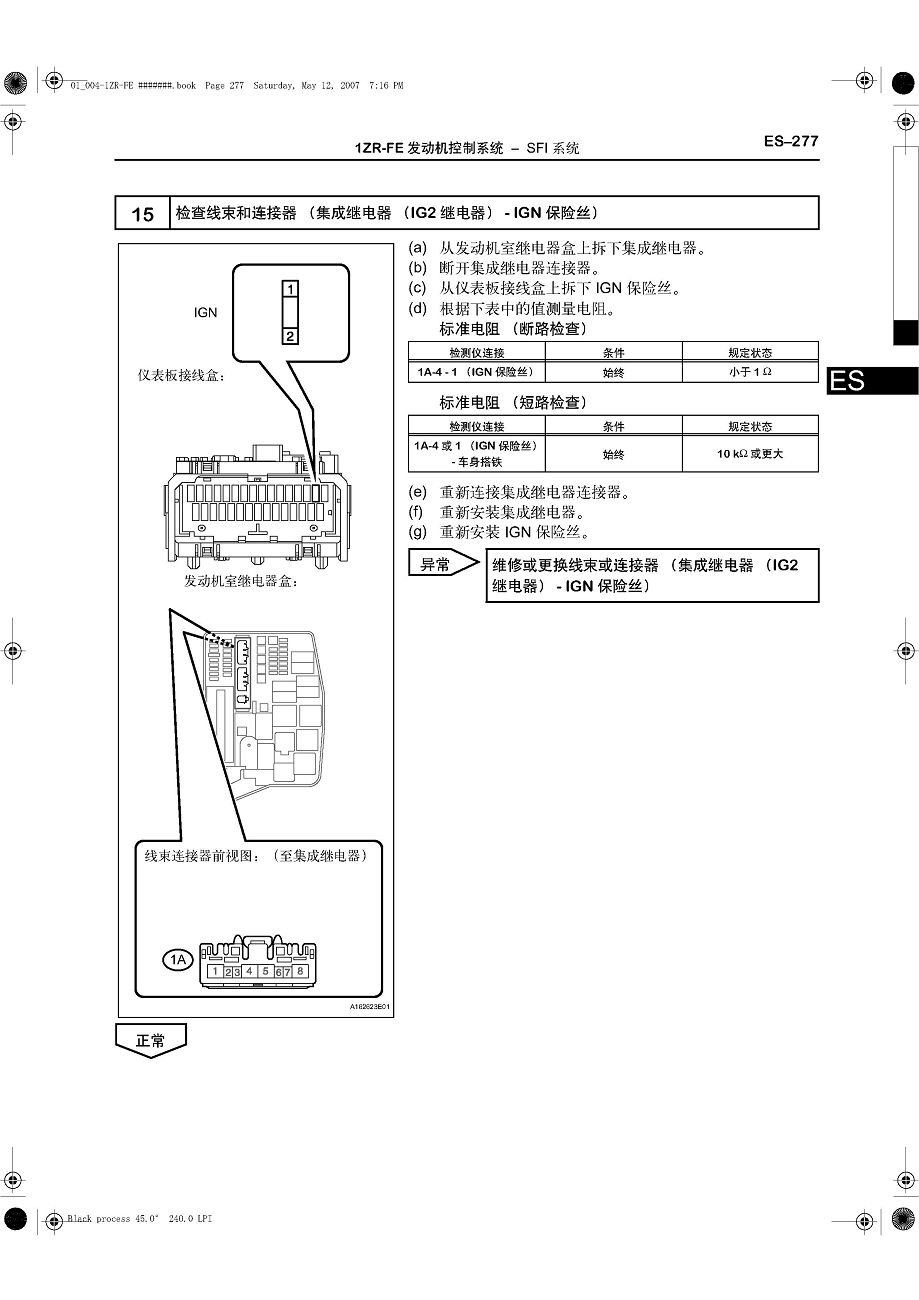 01_004-1ZR-FE #######.book Page 277 Saturday, May 12, 2007 7:16 PM
1ZR-FE 发动机控制系统 – SFI 系统
ES–277
15 检查线束和连接器 （集成继电器 （IG2 继电器） - IGN 保险丝）
(a) 从发动机室继电器盒上拆下集成继电器。
(b) 断开集成继电器连接器。
(c) 从仪表板接线盒上拆下 IGN 保险丝。
(d) 根据下表中的值测量电阻。
标准电阻 （断路检查）
检测仪连接 条件 规定状态
1A-4 - 1 （IGN 保险丝） 始终 小于 1 Ω
标准电阻 （短路检查）
检测仪连接 条件 规定状态
1A-4 或 1 （IGN 保险丝）
- 车身搭铁 始终 10 kΩ 或更大
(e) 重新连接集成继电器连接器。
(f) 重新安装集成继电器。
(g) 重新安装 IGN 保险丝。
异常
维修或更换线束或连接器 （集成继电器 （IG2
继电器） - IGN 保险丝）
ES
IGN
1
2
仪表板接线盒：
发动机室继电器盒：
线束连接器前视图：（至集成继电器）
1A
1 2 3 4 5 6 7 8
A162623E01
正常
Black process 45.0° 240.0 LPI